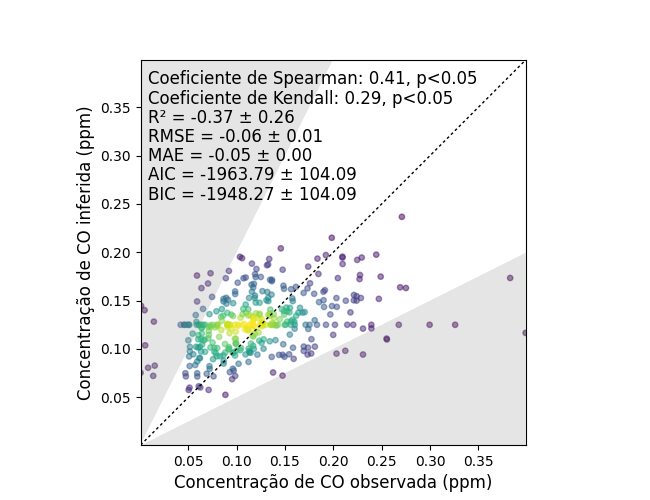 Coeficiente de Spearman: 0.41, p<0.05
Coeficiente de Kendall: 0.29, p<0.05
R² = -0.37 ± 0.26
RMSE = -0.06 ± 0.01
MAE = -0.05 ± 0.00
AIC = -1963.79 ± 104.09
BIC = -1948.27 ± 104.09
Concentração de CO inferida (ppm)
0.35
0.30
0.25
0.20
0.15
0.10
0.05
0.05 0.10 0.15 0.20 0.25 0.30 0.35
Concentração de CO observada (ppm)